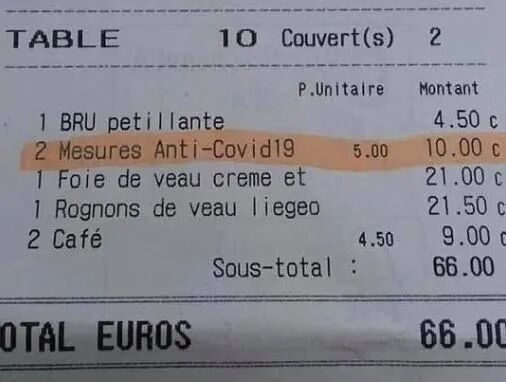 TABLE 10 Couvert(s) 2
P.Unitaire Montant
1 BRU petillante 4.50 c
2 Mesures Anti-Covid19 5.00 10.00 c
1 Foie de veau creme et 21.00 c
1 Rognons de veau liegeo 21.50 c
2 Café 4.50 9.00 c
Sous-total : 66.00
OTAL EUROS 66.00